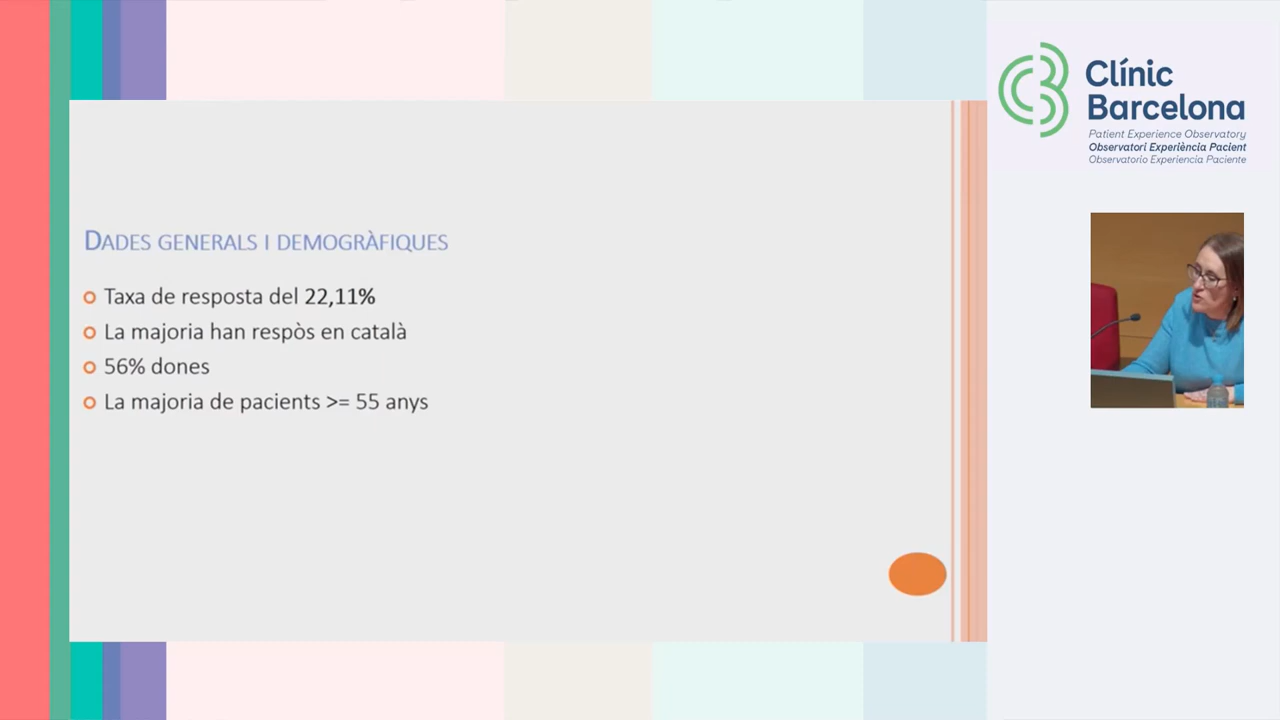 Clínic
Barcelona
Patient Experience Observatory
Observatori Experiència Pacient
Observatorio Experiencia Paciente
DADES GENERALS I DEMOGRÀFIQUES
Taxa de resposta del 22,11%
La majoria han respòs en català
56% dones
La majoria de pacients >= 55 anys